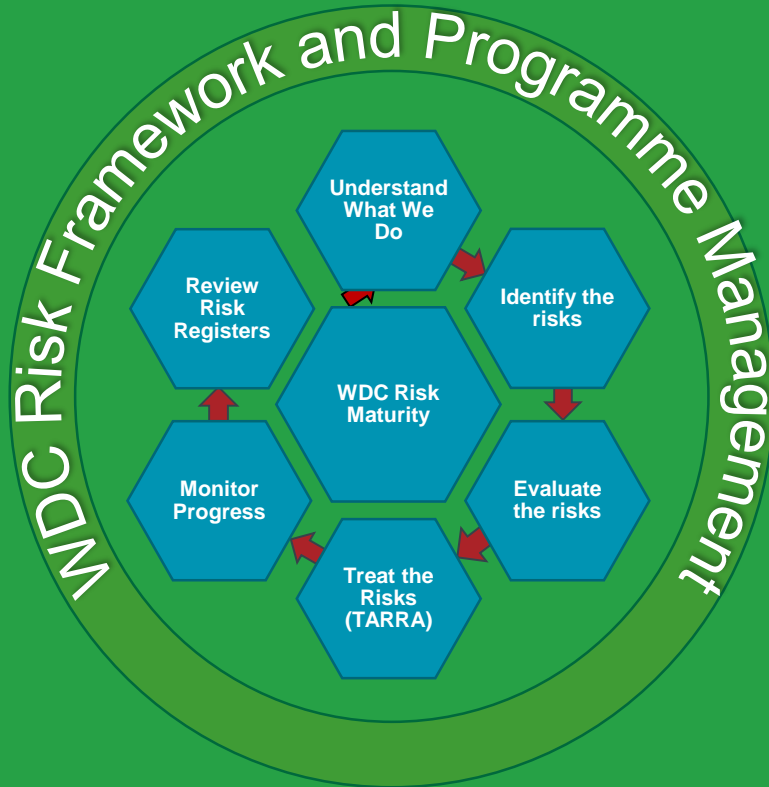 WDC Risk Framework and Programme Management
Understand
What We
Do
Identify the
risks
Evaluate
the risks
Treat the
Risks
(TARRA)
Monitor
Progress
Review
Risk
Registers
WDC Risk
Maturity